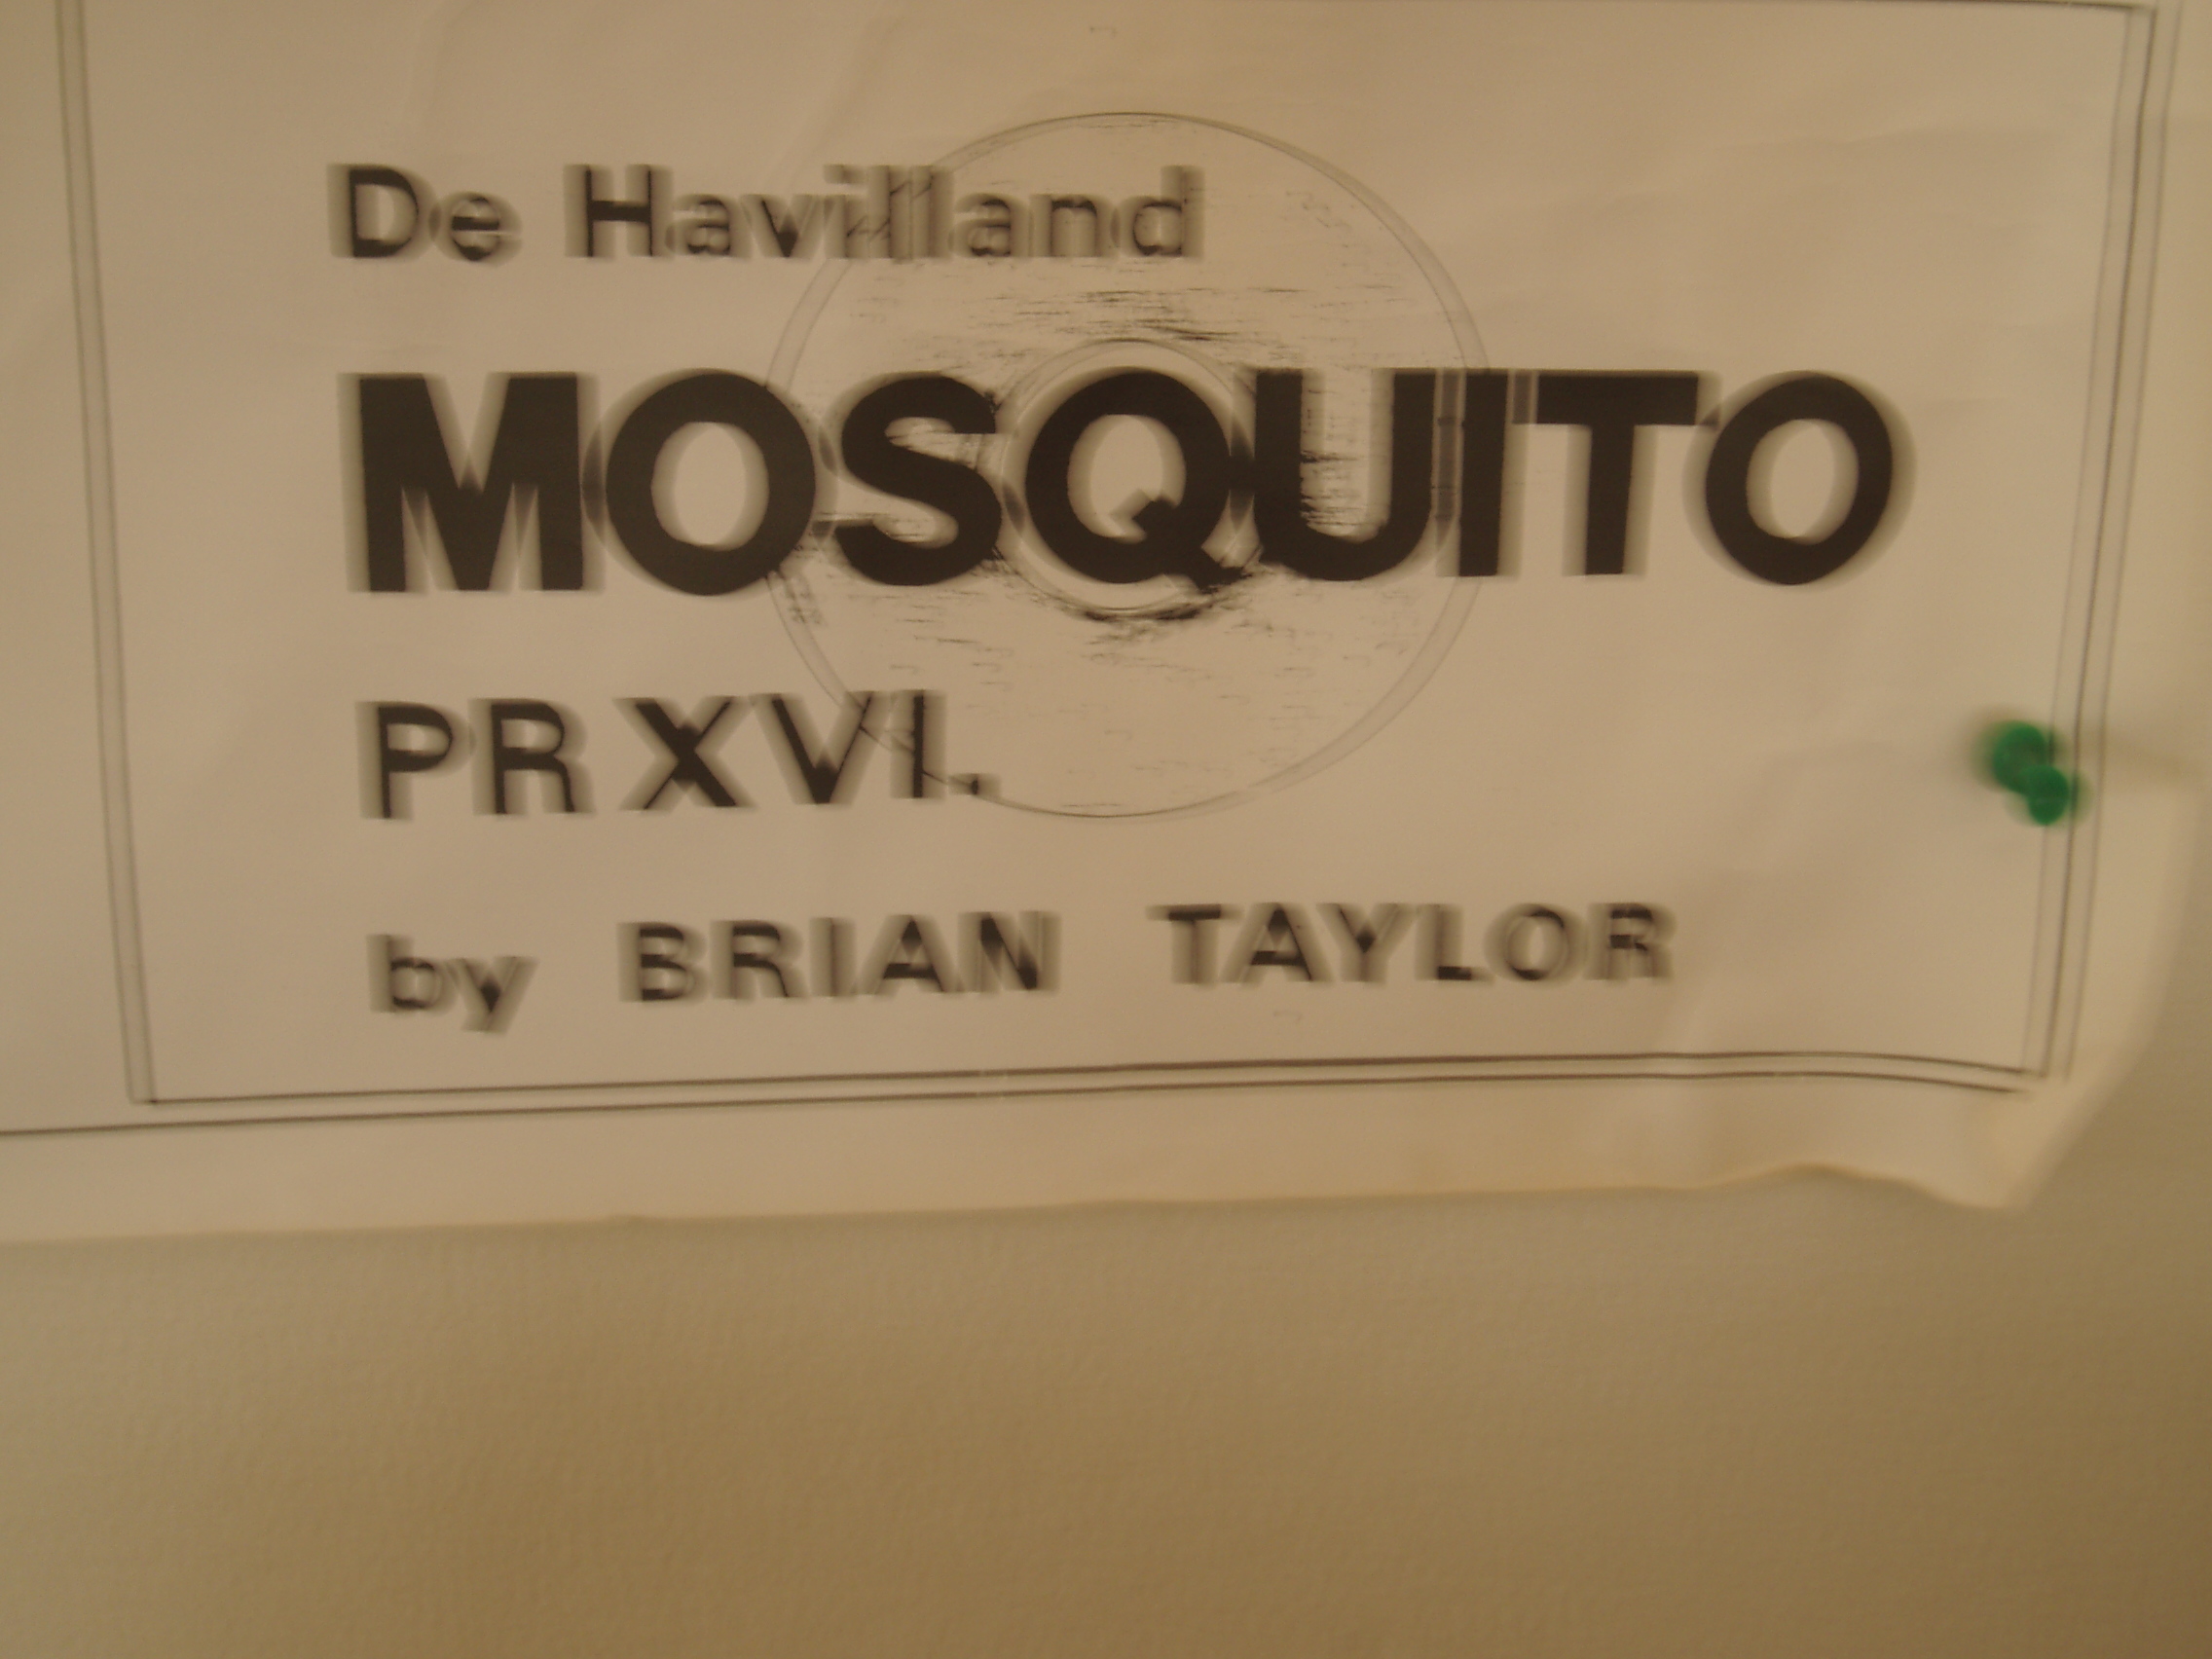 De Havilland
MOSQUITO
PR XVI.
by BRIAN TAYLOR